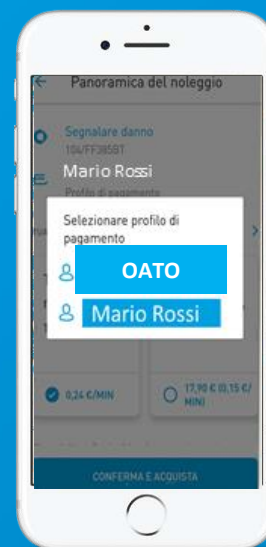 Panoramica del noleggio
Segnalare danno
104/FF385BT
Mario Rossi
Profilo di pagamento
Selezionare profilo di
pagamento
OATO
Mario Rossi
0,24 €/MIN
17,90 € (0,15 €/
MIN)
CONFERMA E ACQUISTA